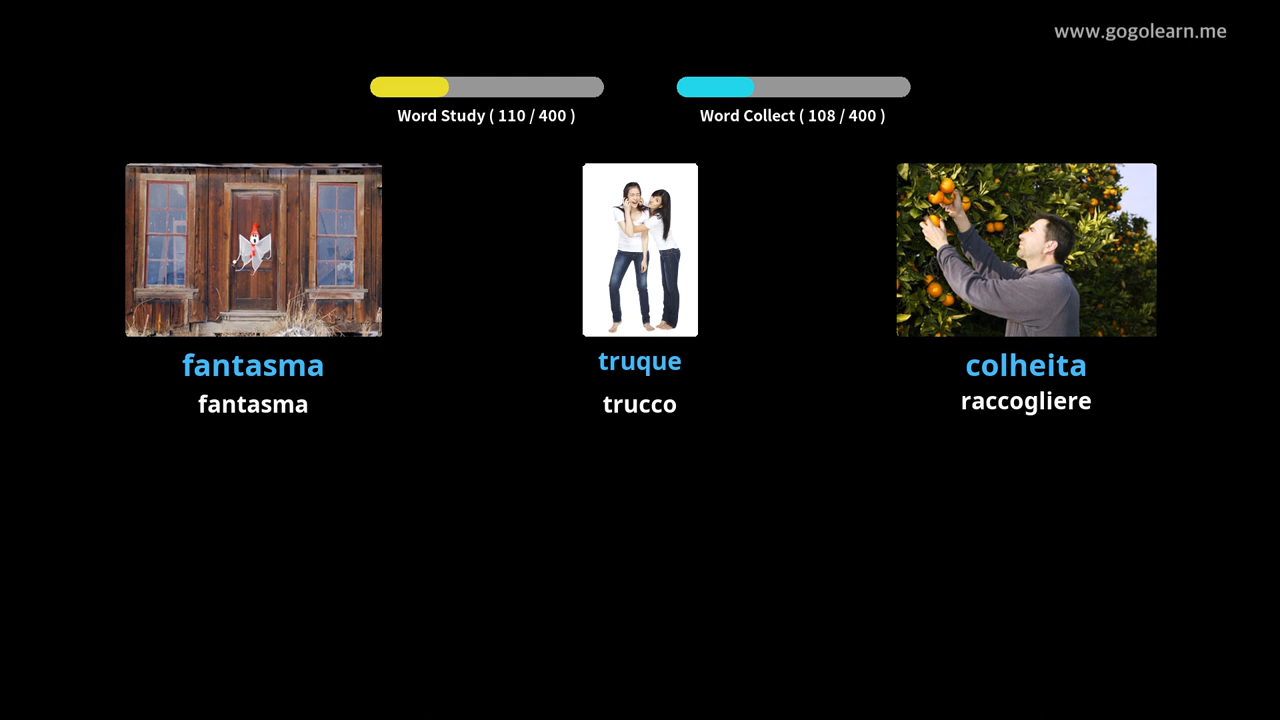 www.gogolearn.me
Word Study ( 110 / 400 )
Word Collect ( 108 / 400 )
fantasma
fantasma
truque
trucco
colheita
raccogliere